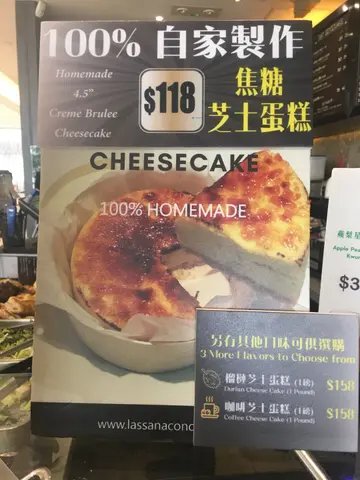 100% 自家製作
Homemade
4.5"
Creme Brulee
Cheesecake
$118
焦糖
芝士蛋糕
CHEESECAKE
100% HOMEMADE
Apple Pea
$3
另有其他口味可供選購
3 More Flavors to Choose from
榴槤芝士蛋糕 (1磅) $158
Durian Cheese Cake (1 Pound)
咖啡芝士蛋糕 (1磅) $158
Coffee Cheese Cake (1 Pound)
www.lassanacono